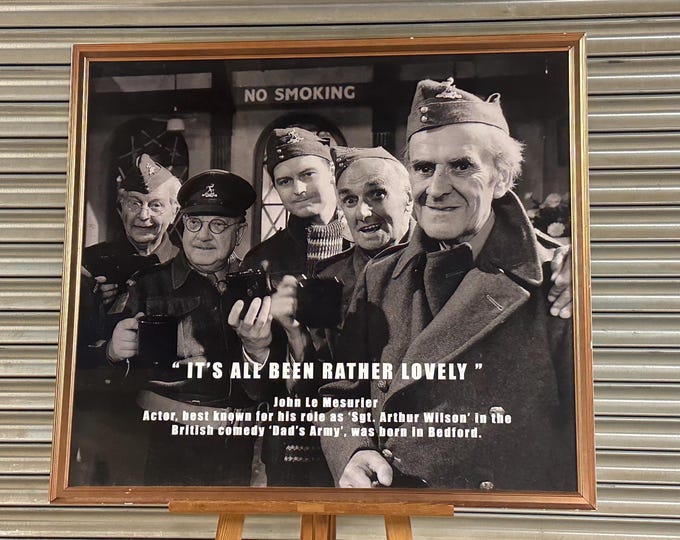 NO SMOKING
“ IT'S ALL BEEN RATHER LOVELY ”
John Le Mesurier
Actor, best known for his role as ‘Sgt. Arthur Wilson’ in the
British comedy ‘Dad's Army’, was born in Bedford.